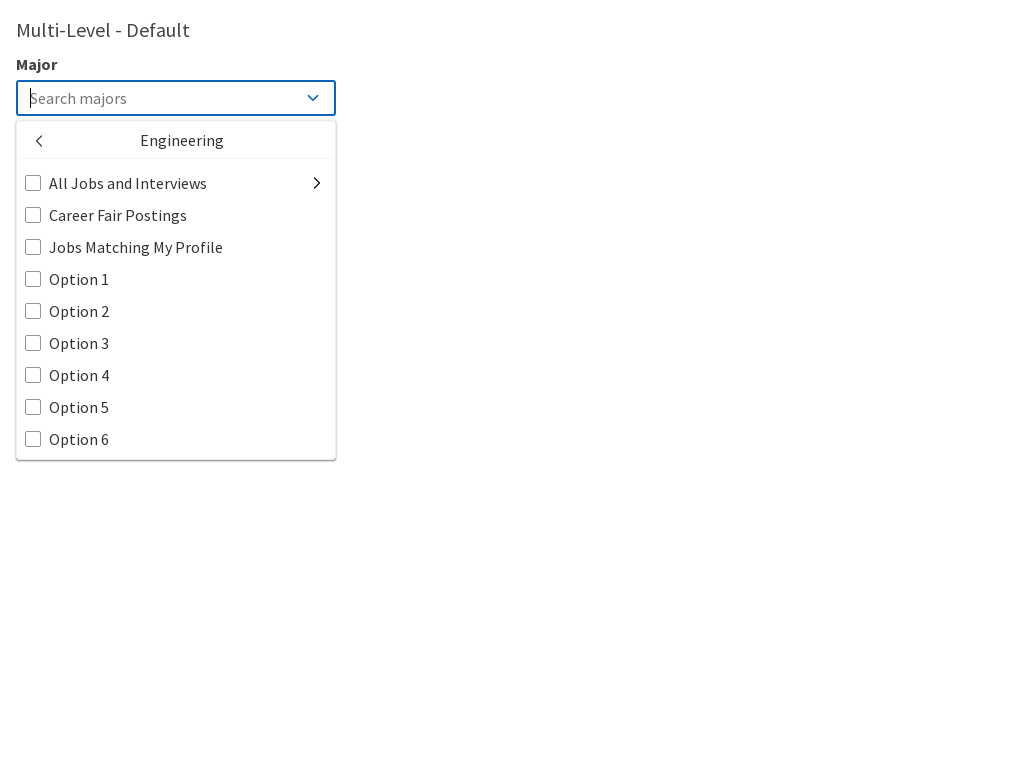 Multi-Level - Default
Major
Search majors
Engineering
All Jobs and Interviews
Career Fair Postings
Jobs Matching My Profile
Option 1
Option 2
Option 3
Option 4
Option 5
Option 6